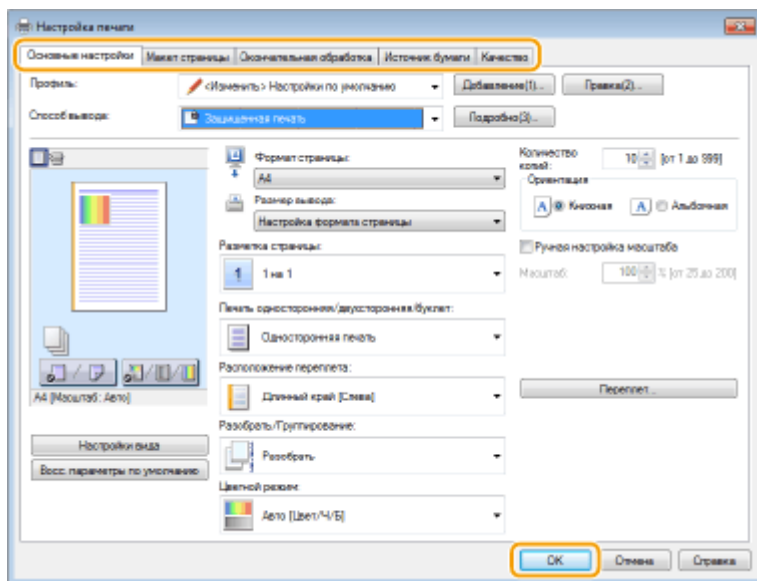 Настройка печати
Основные настройки Макет страницы Окончательная обработка Источник бумаги Качество
Профиль: <Изменить> Настройки по умолчанию Добавление(1)... Правка(2)...
Способ вывода: Защищенная печать Подробно(3)...
Формат страницы:
A4
Размер вывода:
Настройка формата страницы
Разметка страницы:
1 на 1
Печать односторонняя/двухсторонняя/буклет:
Односторонняя печать
Расположение переплета:
Длинный край [Слева]
Разобрать/Группирование:
Разобрать
Цветной режим:
Авто [Цвет/Ч/Б]
Количество копий: 10 [от 1 до 999]
Ориентация
A Книжная A Альбомная
Ручная настройка масштаба
Масштаб: 100 % [от 25 до 200]
Переплет...
A4 [Масштаб: Авто]
Настройки вида
Восс. параметры по умолчанию
OK Отмена Справка